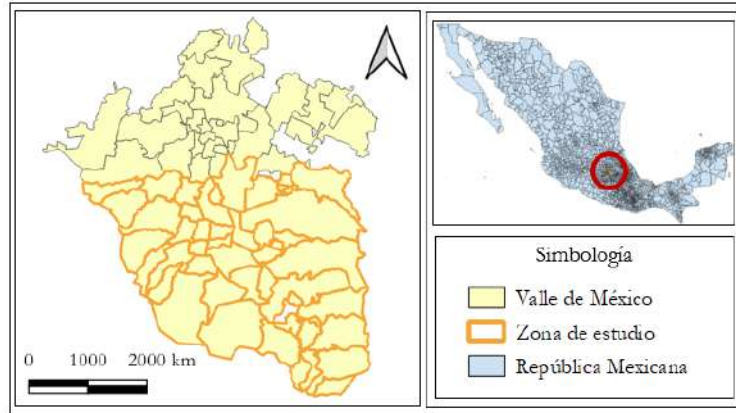 Simbología
Valle de México
Zona de estudio
República Mexicana
0 1000 2000 km